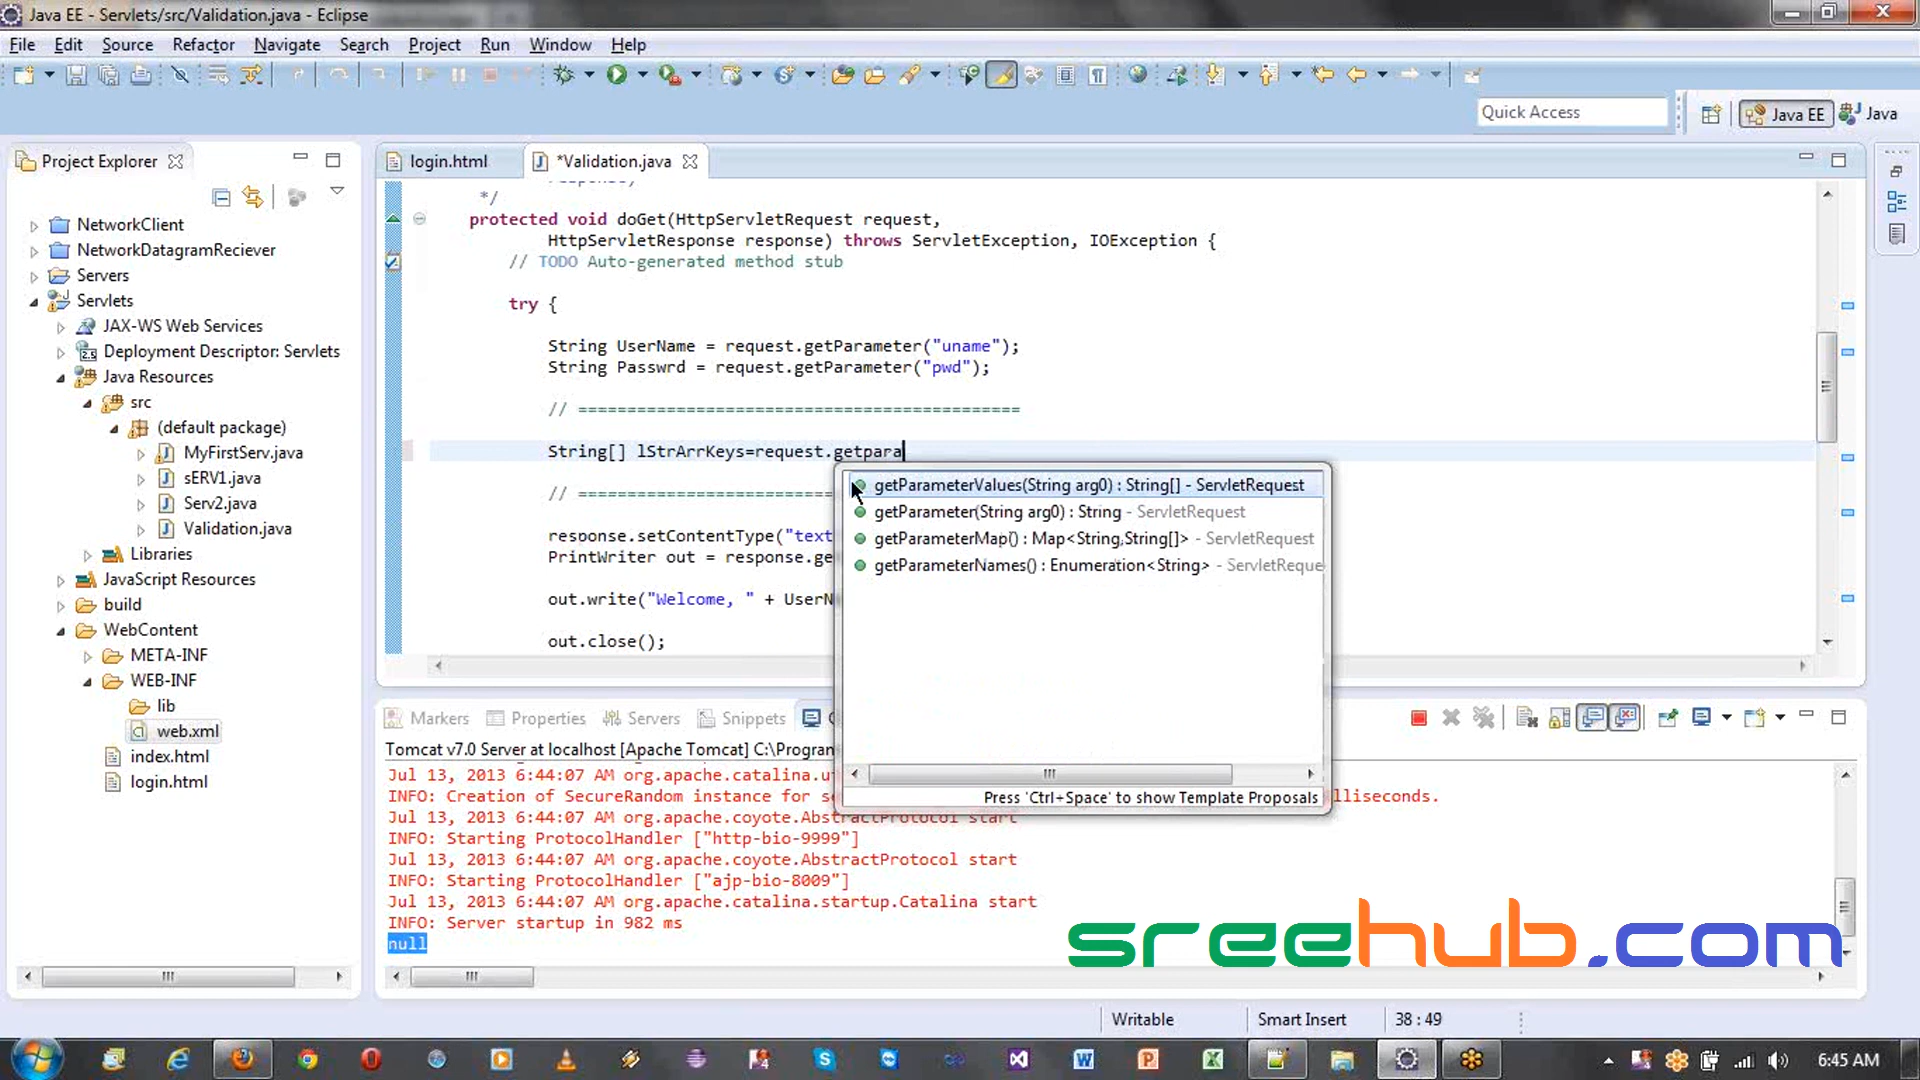 Java EE - Servlets/src/Validation.java - Eclipse
File Edit Source Refactor Navigate Search Project Run Window Help
Quick Access
Java EE
Java
Project Explorer
NetworkClient
NetworkDatagramReciever
Servers
Servlets
JAX-WS Web Services
Deployment Descriptor: Servlets
Java Resources
src
(default package)
MyFirstServ.java
sERV1.java
Serv2.java
Validation.java
Libraries
JavaScript Resources
build
WebContent
META-INF
WEB-INF
lib
web.xml
index.html
login.html
login.html
*Validation.java
*/
protected void doGet(HttpServletRequest request,
HttpServletResponse response) throws ServletException, IOException {
// TODO Auto-generated method stub
try {
String UserName = request.getParameter("uname");
String Passwrd = request.getParameter("pwd");
// =============================================
String[] lStrArrKeys=request.getpara
// ==========================
response.setContentType("text
PrintWriter out = response.ge
out.write("Welcome, " + UserN
out.close();
getParameterValues(String arg0) : String[] - ServletRequest
getParameter(String arg0) : String - ServletRequest
getParameterMap() : Map<String,String[]> - ServletRequest
getParameterNames() : Enumeration<String> - ServletReque
Press 'Ctrl+Space' to show Template Proposals
Markers Properties Servers Snippets
Tomcat v7.0 Server at localhost [Apache Tomcat] C:\Program
Jul 13, 2013 6:44:07 AM org.apache.catalina.ut
INFO: Creation of SecureRandom instance for se lliseconds.
Jul 13, 2013 6:44:07 AM org.apache.coyote.AbstractProtocol start
INFO: Starting ProtocolHandler ["http-bio-9999"]
Jul 13, 2013 6:44:07 AM org.apache.coyote.AbstractProtocol start
INFO: Starting ProtocolHandler ["ajp-bio-8009"]
Jul 13, 2013 6:44:07 AM org.apache.catalina.startup.Catalina start
INFO: Server startup in 982 ms
null
sreehub.com
Writable
Smart Insert
38 : 49
6:45 AM